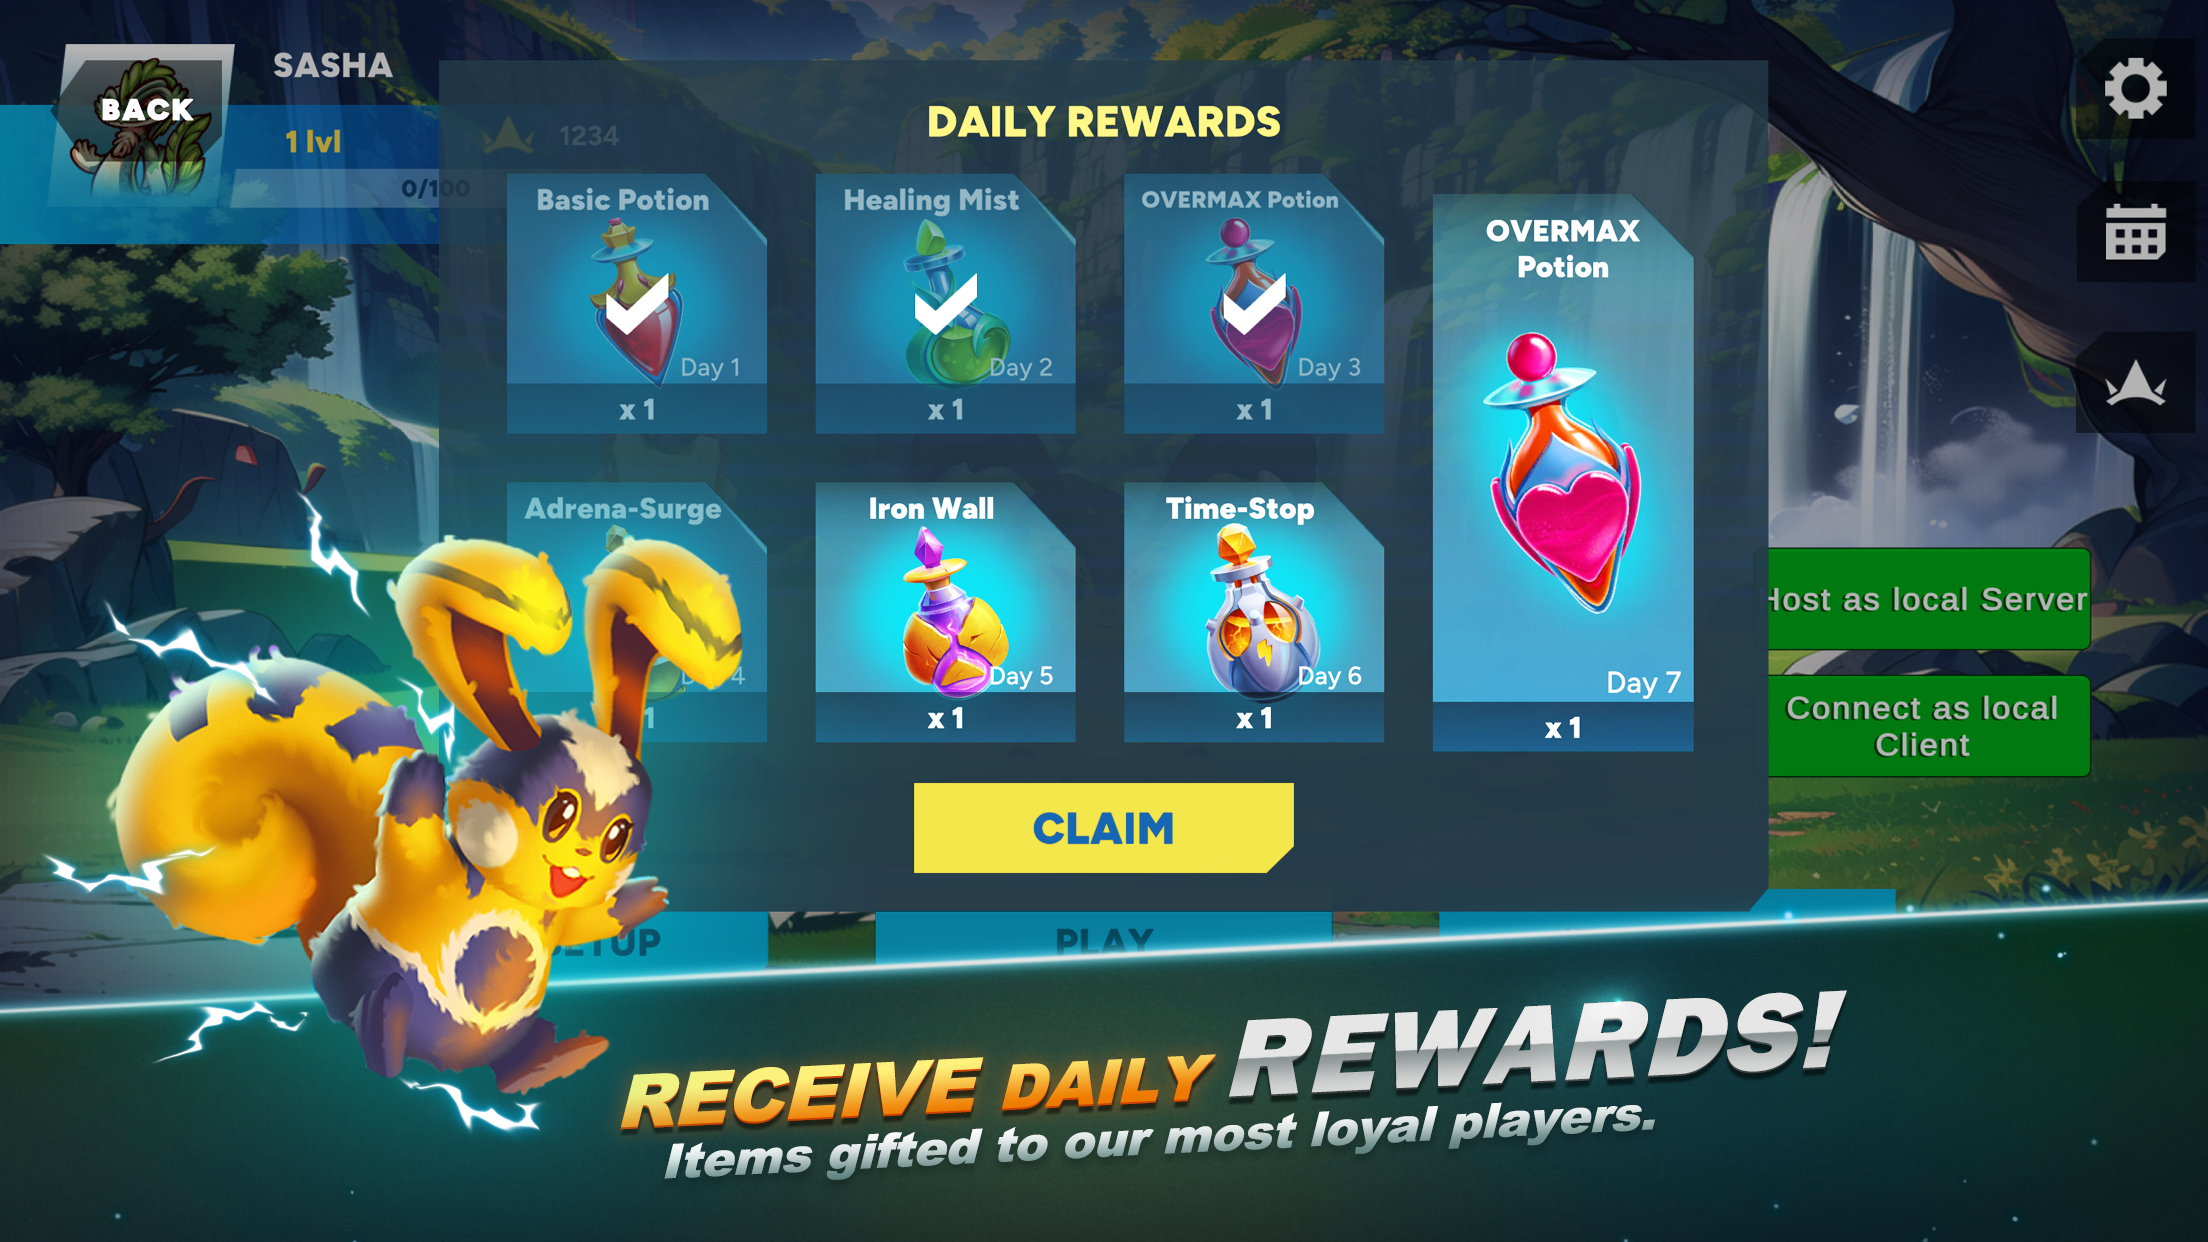 SASHA
BACK
1 lvl
1234
0/100
DAILY REWARDS
Basic Potion
Day 1
x 1
Healing Mist
Day 2
x 1
OVERMAX Potion
Day 3
x 1
OVERMAX
Potion
Day 7
x 1
Adrena-Surge
4
1
Iron Wall
Day 5
x 1
Time-Stop
Day 6
x 1
Host as local Server
Connect as local
Client
CLAIM
SETUP
PLAY
RECEIVE DAILY REWARDS!
Items gifted to our most loyal players.